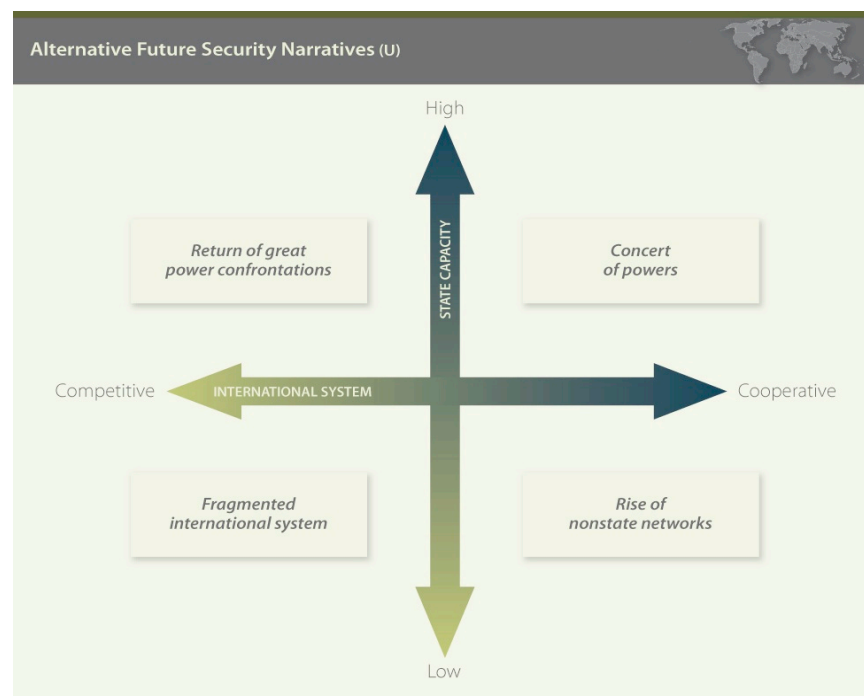 Alternative Future Security Narratives (U)
High
Return of great
power confrontations
Concert
of powers
STATE CAPACITY
Competitive
INTERNATIONAL SYSTEM
Cooperative
Fragmented
international system
Rise of
nonstate networks
Low